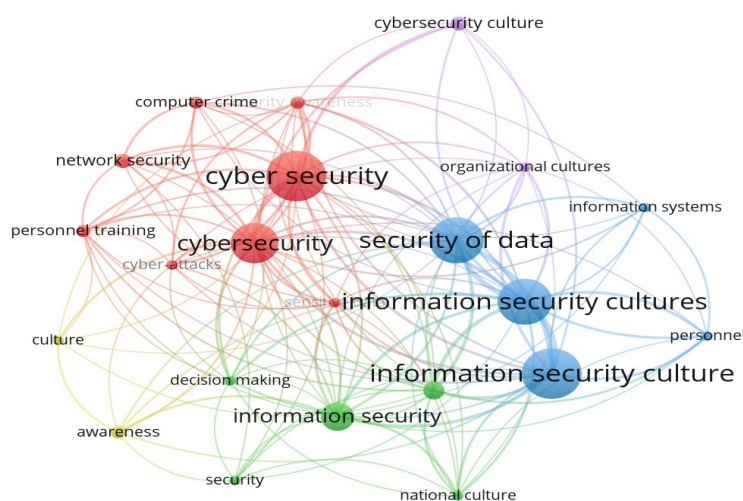 cybersecurity culture
computer crime
network security
cyber security
organizational cultures
information systems
personnel training
cybersecurity
security of data
cyber-attacks
information security cultures
culture
personnel
decision making
information security culture
information security
awareness
security
national culture